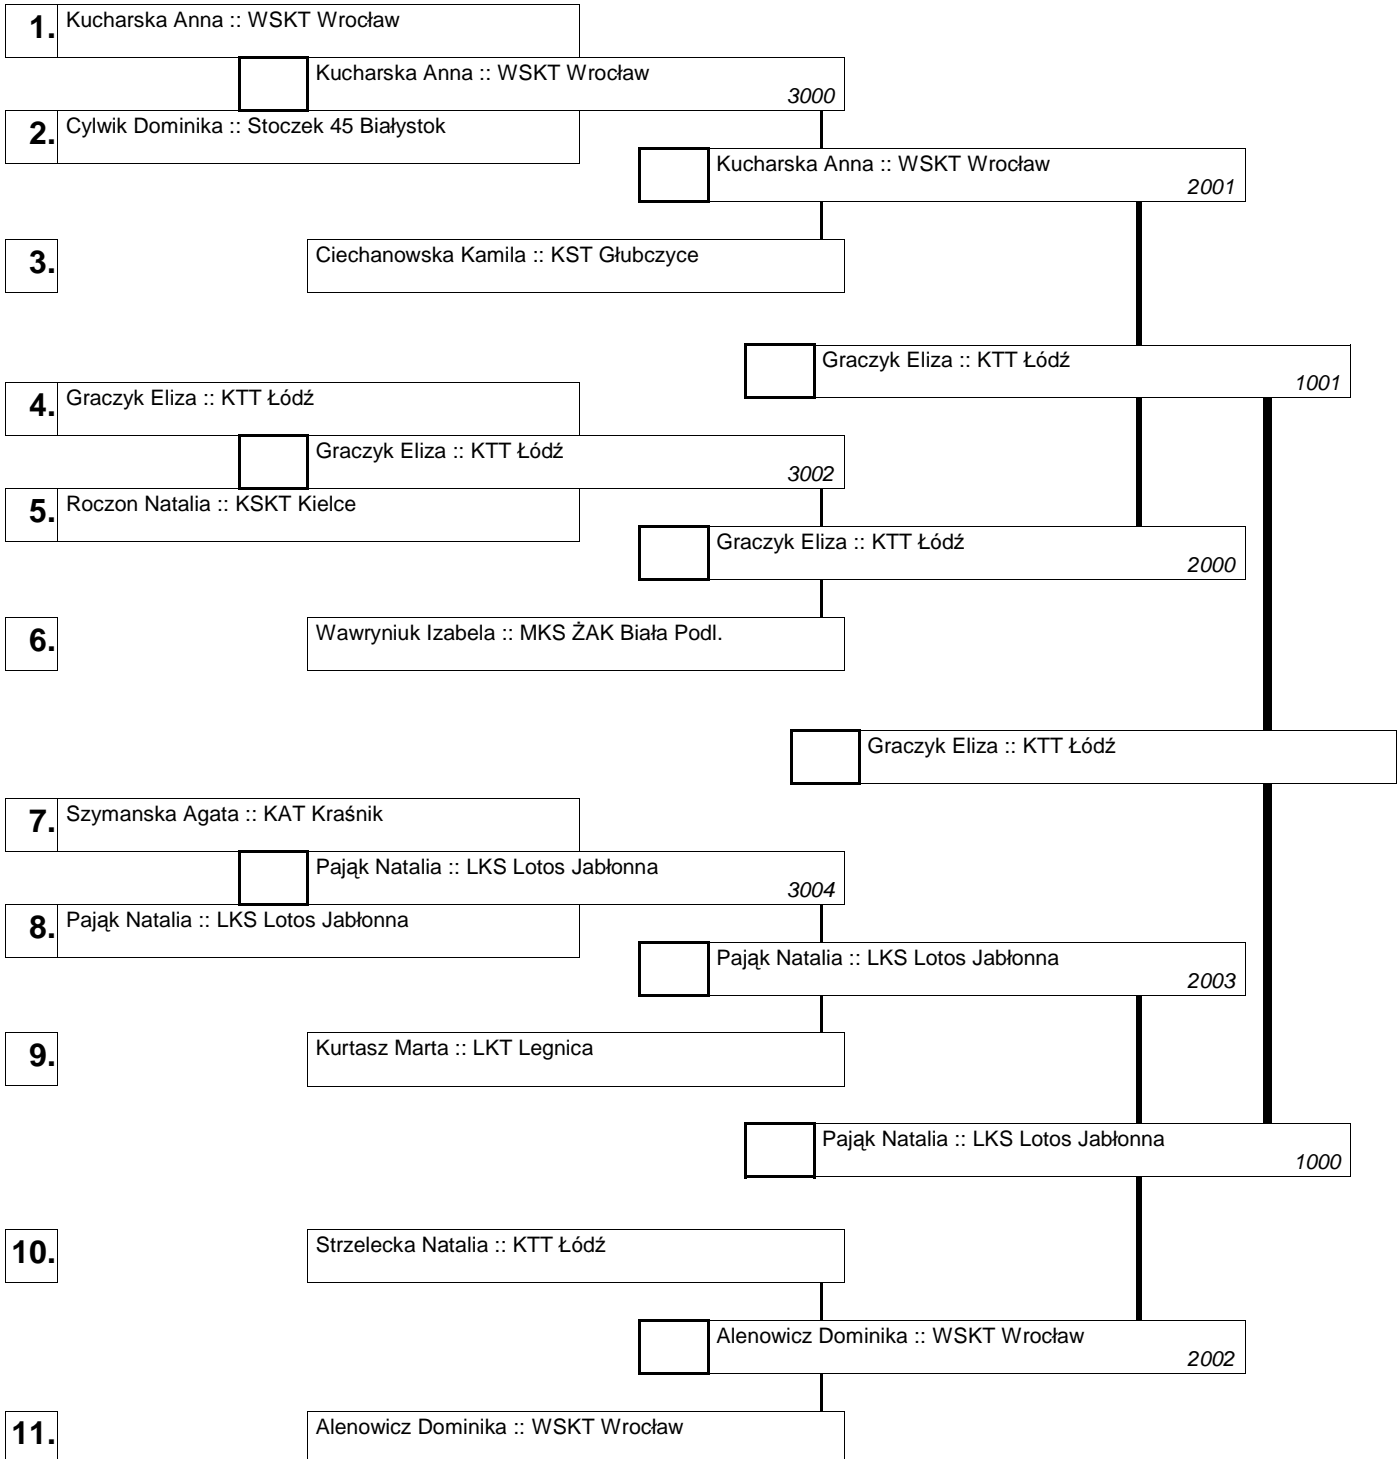 1. Kucharska Anna :: WSKT Wrocław
Kucharska Anna :: WSKT Wrocław
3000
2. Cylwik Dominika :: Stoczek 45 Białystok
Kucharska Anna :: WSKT Wrocław
2001
3. Ciechanowska Kamila :: KST Głubczyce
Graczyk Eliza :: KTT Łódź
1001
4. Graczyk Eliza :: KTT Łódź
Graczyk Eliza :: KTT Łódź
3002
5. Roczon Natalia :: KSKT Kielce
Graczyk Eliza :: KTT Łódź
2000
6. Wawryniuk Izabela :: MKS ŻAK Biała Podl.
Graczyk Eliza :: KTT Łódź
7. Szymanska Agata :: KAT Kraśnik
Pająk Natalia :: LKS Lotos Jabłonna
3004
8. Pająk Natalia :: LKS Lotos Jabłonna
Pająk Natalia :: LKS Lotos Jabłonna
2003
9. Kurtasz Marta :: LKT Legnica
Pająk Natalia :: LKS Lotos Jabłonna
1000
10. Strzelecka Natalia :: KTT Łódź
Alenowicz Dominika :: WSKT Wrocław
2002
11. Alenowicz Dominika :: WSKT Wrocław